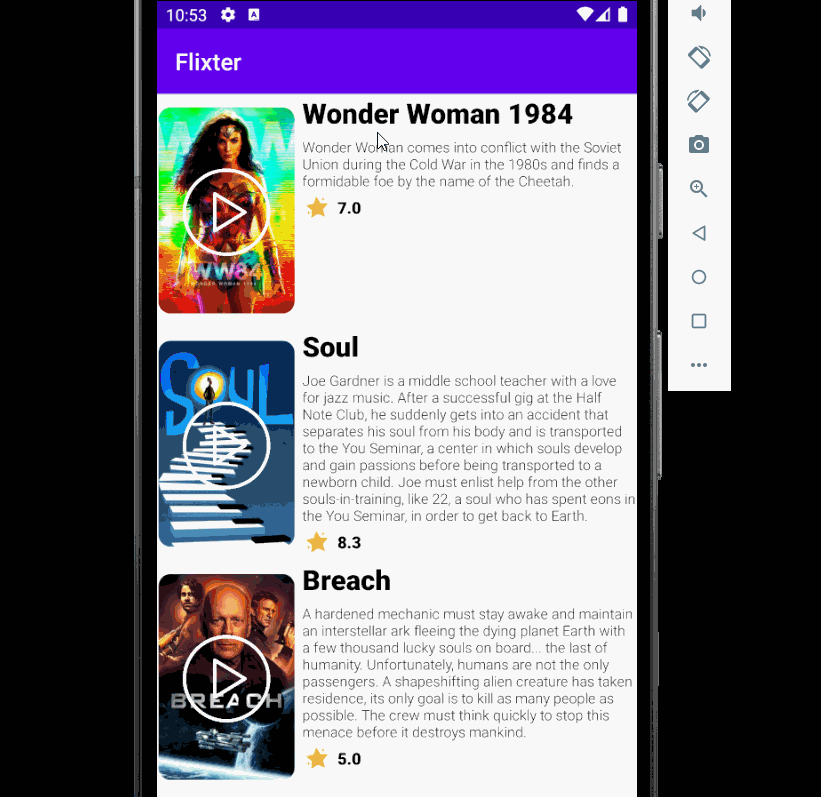 10:53
A
Flixter
Wonder Woman 1984
Wonder Woman comes into conflict with the Soviet
Union during the Cold War in the 1980s and finds a
formidable foe by the name of the Cheetah.
7.0
WW84
WONDER WOMAN 1984
Soul
Joe Gardner is a middle school teacher with a love
for jazz music. After a successful gig at the Half
Note Club, he suddenly gets into an accident that
separates his soul from his body and is transported
to the You Seminar, a center in which souls develop
and gain passions before being transported to a
newborn child. Joe must enlist help from the other
souls-in-training, like 22, a soul who has spent eons in
the You Seminar, in order to get back to Earth.
8.3
SOUL
Breach
A hardened mechanic must stay awake and maintain
an interstellar ark fleeing the dying planet Earth with
a few thousand lucky souls on board... the last of
humanity. Unfortunately, humans are not the only
passengers. A shapeshifting alien creature has taken
residence, its only goal is to kill as many people as
possible. The crew must think quickly to stop this
menace before it destroys mankind.
5.0
BREACH